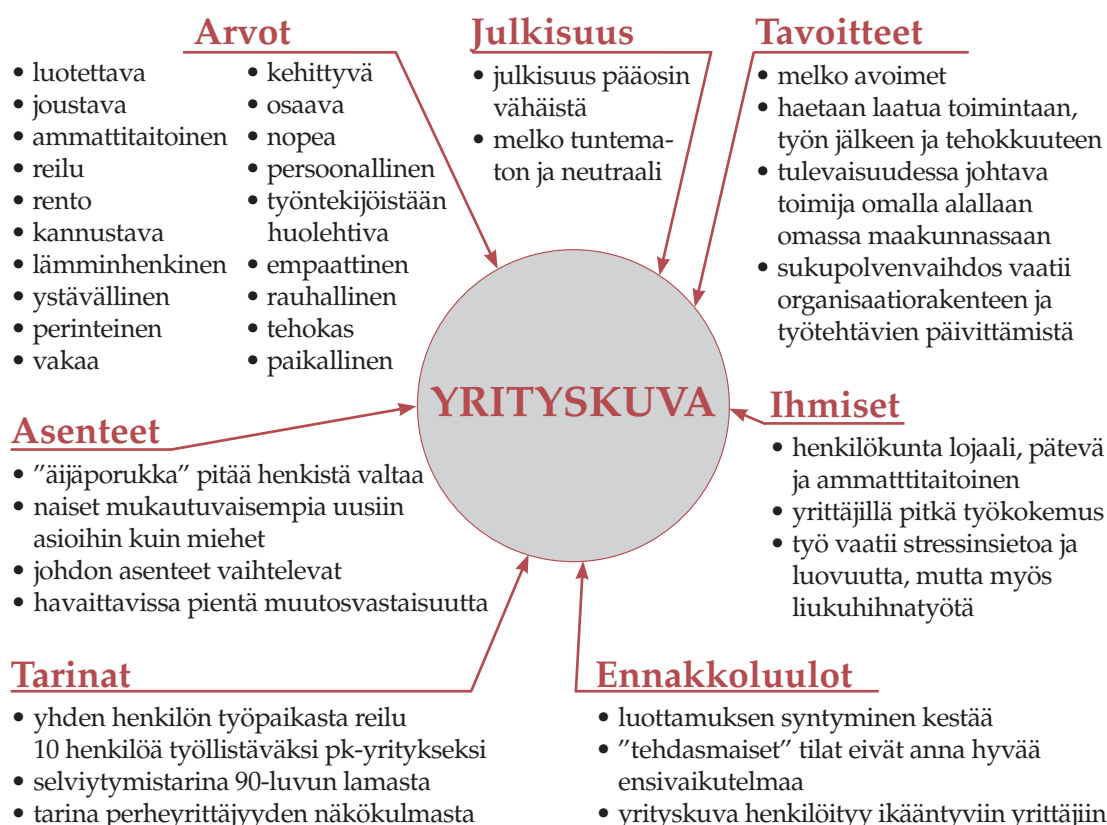 Arvot
• luotettava
• joustava
• ammattitaitoinen
• reilu
• rento
• kannustava
• lämminhenkinen
• ystävällinen
• perinteinen
• vakaa
• kehittyvä
• osaava
• nopea
• persoonallinen
• työntekijöistään
huolehtiva
• empaattinen
• rauhallinen
• tehokas
• paikallinen
Julkisuus
• julkisuus pääosin
vähäistä
• melko tuntema-
ton ja neutraali
Tavoitteet
• melko avoimet
• haetaan laatua toimintaan,
työn jälkeen ja tehokkuuteen
• tulevaisuudessa johtava
toimija omalla alallaan
omassa maakunnassaan
• sukupolvenvaihdos vaatii
organisaatiorakenteen ja
työtehtävien päivittämistä
YRITYSKUVA
Asenteet
• ”äijäporukka” pitää henkistä valtaa
• naiset mukautuvaisempia uusiin
asioihin kuin miehet
• johdon asenteet vaihtelevat
• havaittavissa pientä muutosvastaisuutta
Ihmiset
• henkilökunta lojaali, pätevä
ja ammatttitaitoinen
• yrittäjillä pitkä työkokemus
• työ vaatii stressinsietoa ja
luovuutta, mutta myös
liukuhihnatyötä
Tarinat
• yhden henkilön työpaikasta reilu
10 henkilöä työllistäväksi pk-yritykseksi
• selviytymistarina 90-luvun lamasta
• tarina perheyrittäjyyden näkökulmasta
Ennakkoluulot
• luottamuksen syntyminen kestää
• ”tehdasmaiset” tilat eivät anna hyvää
ensivaikutelmaa
• yrityskuva henkilöityy ikääntyviin yrittäjiin